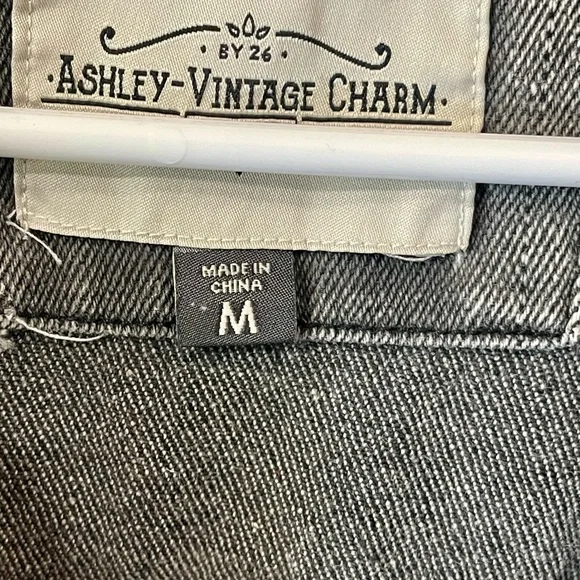 · BY 26 ·
· ASHLEY-VINTAGE CHARM ·
MADE IN
CHINA
M